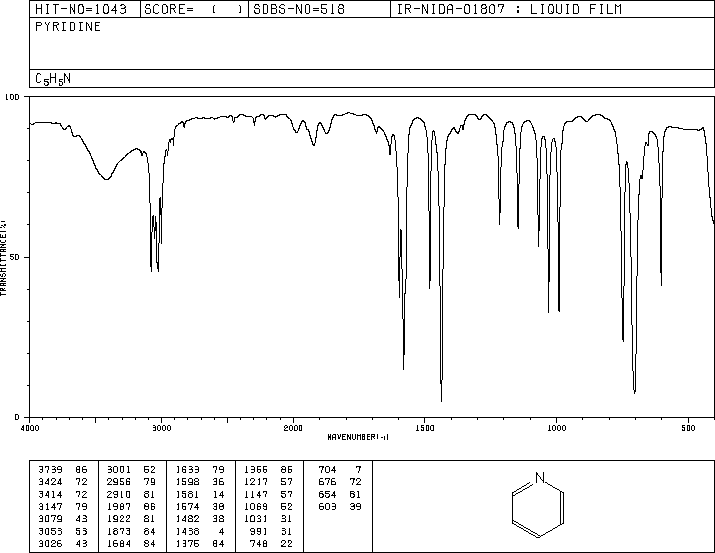 HIT-NO=1043 SCORE= ( ) SDBS-NO=518 IR-NIDA-01807 : LIQUID FILM
PYRIDINE
C5H5N
100
TRANSMITTANCE(%)
50
0
4000 3000 2000 1500 1000 500
WAVENUMBER(-1)
3739 86 3001 52 1633 79 1366 86 704 7
3424 72 2956 79 1598 36 1217 57 676 72
3414 72 2910 81 1581 14 1147 57 654 81
3147 79 1987 86 1574 38 1069 52 603 39
3079 43 1922 81 1482 38 1031 31
3053 53 1873 84 1438 4 991 31
3026 43 1684 84 1375 84 748 22
N